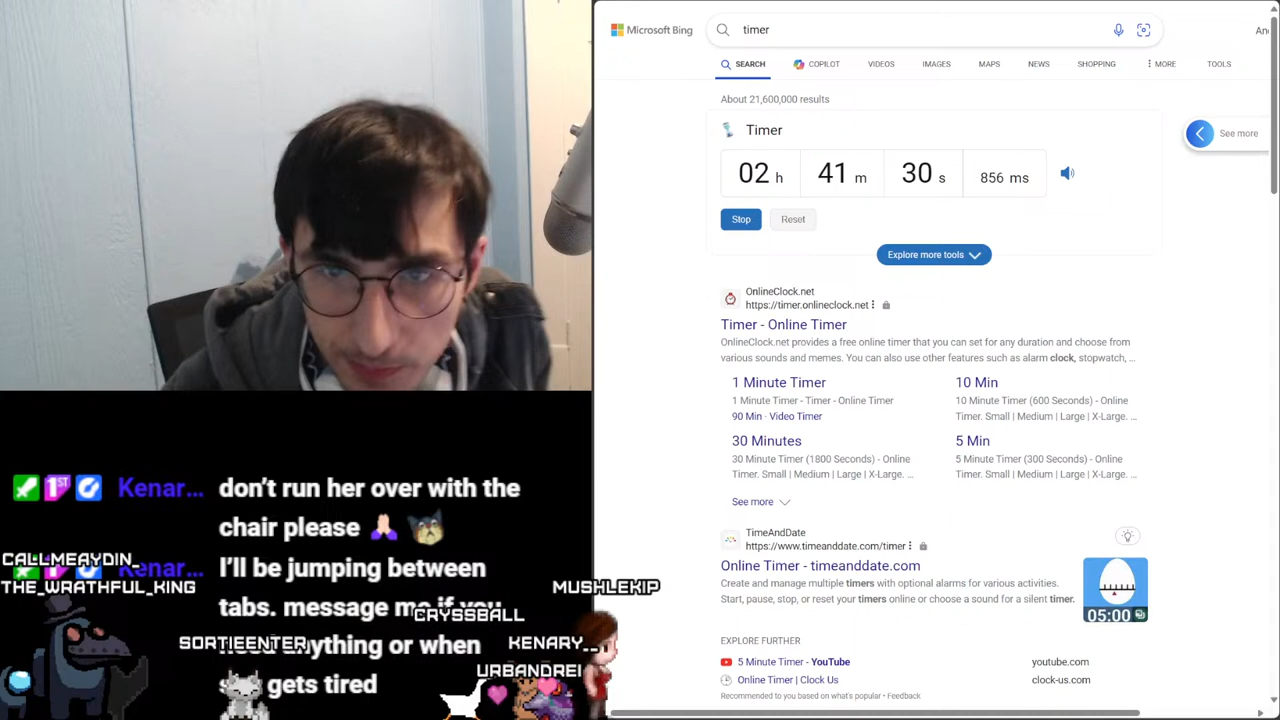 Microsoft Bing
timer
An
SEARCH
COPILOT
VIDEOS
IMAGES
MAPS
NEWS
SHOPPING
MORE
TOOLS
About 21,600,000 results
Timer
02 h
41 m
30 s
856 ms
See more
Stop
Reset
Explore more tools
OnlineClock.net
https://timer.onlineclock.net
Timer - Online Timer
OnlineClock.net provides a free online timer that you can set for any duration and choose from
various sounds and memes. You can also use other features such as alarm clock, stopwatch, ...
1 Minute Timer
1 Minute Timer - Timer - Online Timer
90 Min · Video Timer
10 Min
10 Minute Timer (600 Seconds) - Online
Timer. Small | Medium | Large | X-Large. ...
30 Minutes
30 Minute Timer (1800 Seconds) - Online
Timer. Small | Medium | Large | X-Large. ...
5 Min
5 Minute Timer (300 Seconds) - Online
Timer. Small | Medium | Large | X-Large. ...
See more
TimeAndDate
https://www.timeanddate.com/timer
Online Timer - timeanddate.com
Create and manage multiple timers with optional alarms for various activities.
Start, pause, stop, or reset your timers online or choose a sound for a silent timer.
05:00
EXPLORE FURTHER
5 Minute Timer - YouTube
youtube.com
Online Timer | Clock Us
clock-us.com
Recommended to you based on what's popular • Feedback
1ST Kenar... don't run her over with the
chair please
1ST Kenar... I'll be jumping between
tabs. message me if you
anything or when
gets tired
CALLMEAYDIN_
THE_WRATHFUL_KING
MUSHLEKIP
CRYSSBALL
SORTIEENTER
KENARY__
URBANDREI